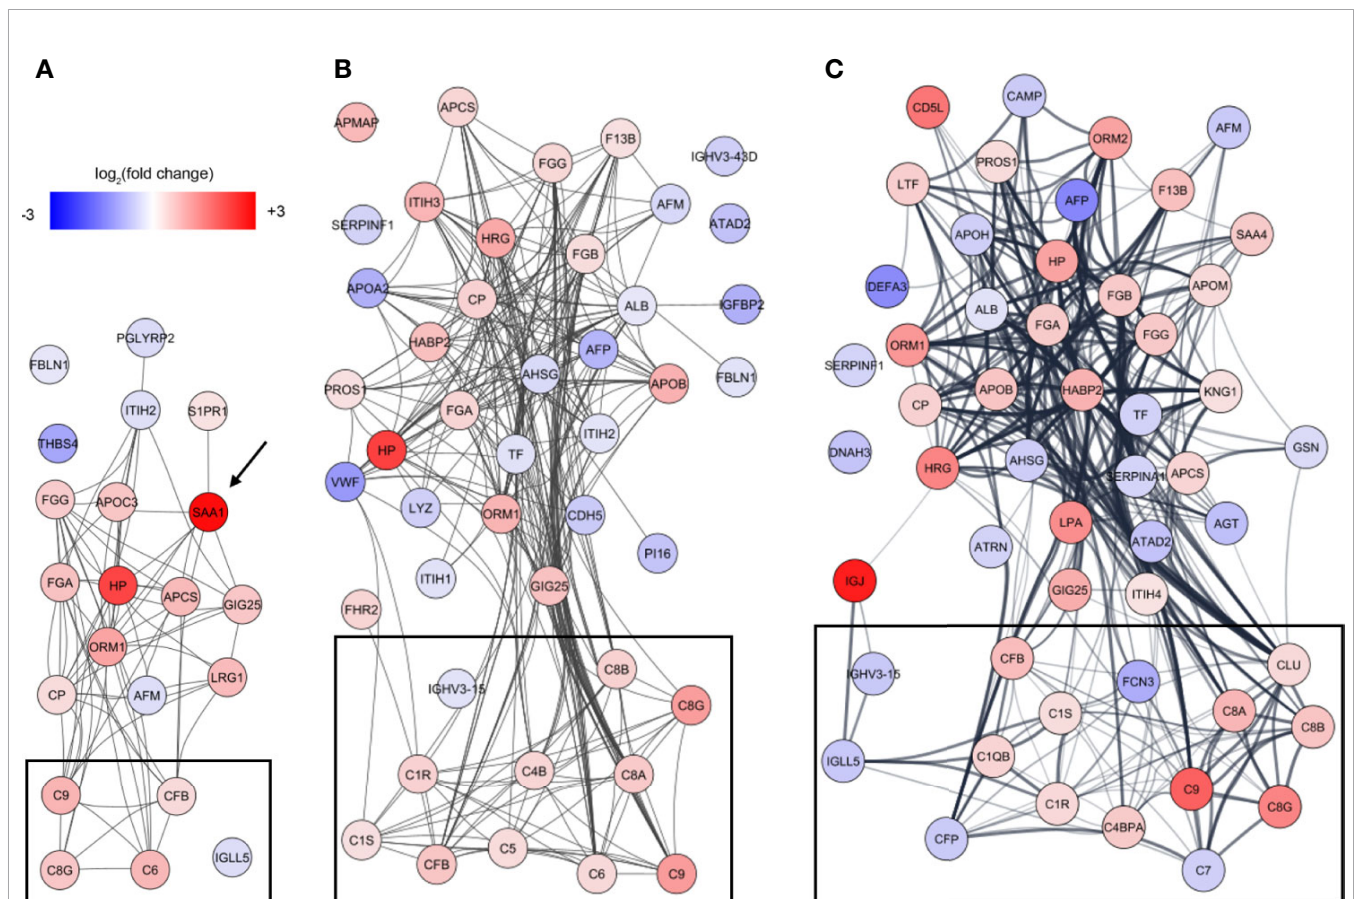 A
B
C
log2(fold change)
-3
+3
PGLYRP2
FBLN1
ITIH2
S1PR1
THBS4
FGG
APOC3
SAA1
FGA
HP
APCS
GIG25
ORM1
LRG1
CP
AFM
C9
CFB
IGLL5
C8G
C6
APCS
APMAP
F13B
IGHV3-43D
FGG
ITIH3
AFM
SERPINF1
ATAD2
HRG
FGB
APOA2
CP
ALB
IGFBP2
HABP2
AFP
AHSG
FBLN1
PROS1
APOB
FGA
ITIH2
HP
TF
VWF
LYZ
ORM1
CDH5
PI16
ITIH1
GIG25
FHR2
C8B
IGHV3-15
C8G
C1R
C4B
C8A
C1S
C5
CFB
C6
C9
CAMP
CD5L
ORM2
AFM
PROS1
LTF
AFP
F13B
APOH
SAA4
HP
DEFA3
APOM
ALB
FGB
FGA
FGG
ORM1
SERPINF1
APOB
HABP2
KNG1
CP
TF
GSN
DNAH3
HRG
AHSG
SERPINA1
APCS
LPA
AGT
ATRN
ATAD2
IGJ
GIG25
ITIH4
CFB
CLU
IGHV3-15
FCN3
C1S
C8A
C8B
IGLL5
C1QB
C9
C1R
C8G
C4BPA
CFP
C7